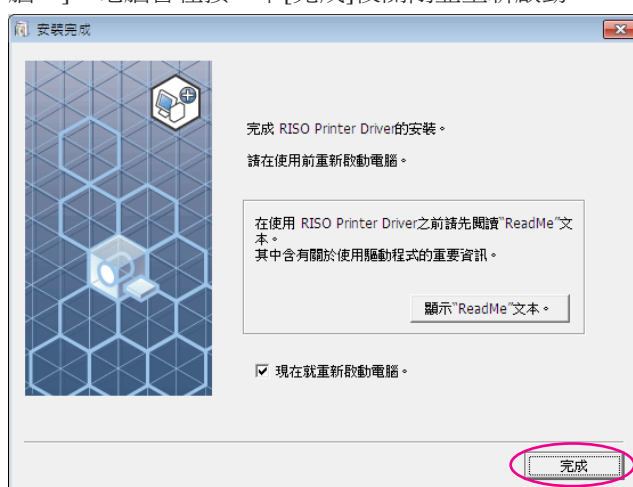 安裝完成
完成 RISO Printer Driver的安裝。
請在使用前重新啟動電腦。
在使用 RISO Printer Driver之前請先閱讀"ReadMe"文
本。
其中含有關於使用驅動程式的重要資訊。
顯示"ReadMe"文本。
現在就重新啟動電腦。
完成